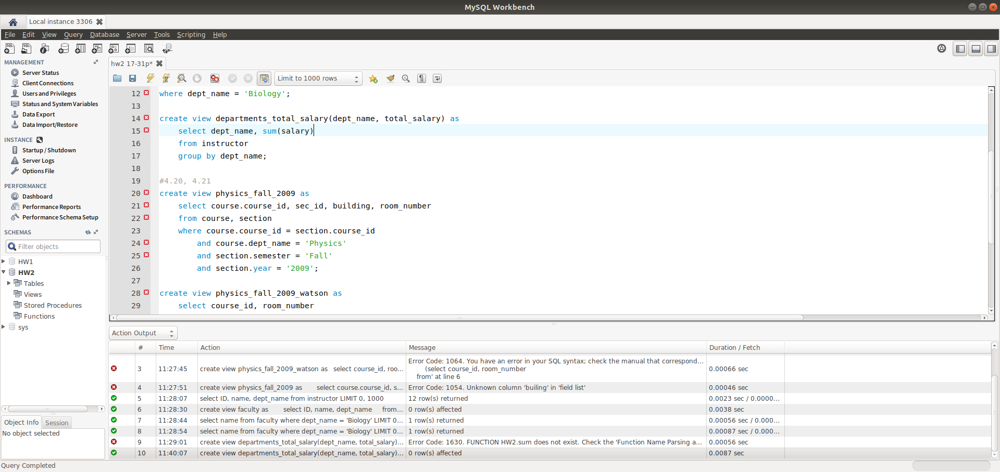 MySQL Workbench
Local instance 3306
File Edit View Query Database Server Tools Scripting Help
MANAGEMENT
Server Status
Client Connections
Users and Privileges
Status and System Variables
Data Export
Data Import/Restore
INSTANCE
Startup / Shutdown
Server Logs
Options File
PERFORMANCE
Dashboard
Performance Reports
Performance Schema Setup
SCHEMAS
Filter objects
HW1
HW2
Tables
Views
Stored Procedures
Functions
sys
Object Info Session
No object selected
hw2 17-31p*
Limit to 1000 rows
12 where dept_name = 'Biology';
13
14 create view departments_total_salary(dept_name, total_salary) as
15 select dept_name, sum(salary)
16 from instructor
17 group by dept_name;
18
19 #4.20, 4.21
20 create view physics_fall_2009 as
21 select course.course_id, sec_id, building, room_number
22 from course, section
23 where course.course_id = section.course_id
24 and course.dept_name = 'Physics'
25 and section.semester = 'Fall'
26 and section.year = '2009';
27
28 create view physics_fall_2009_watson as
29 select course_id, room_number
Action Output
# Time Action Message Duration / Fetch
3 11:27:45 create view physics_fall_2009_watson as select course_id, roo... Error Code: 1064. You have an error in your SQL syntax; check the manual that correspond... 0.00066 sec
(select course_id, room_number
from' at line 6
4 11:27:51 create view physics_fall_2009 as select course.course_id, s... Error Code: 1054. Unknown column 'builing' in 'field list' 0.00046 sec
5 11:28:07 select ID, name, dept_name from instructor LIMIT 0, 1000 12 row(s) returned 0.0023 sec / 0.0000...
6 11:28:30 create view faculty as select ID, name, dept_name from... 0 row(s) affected 0.0038 sec
7 11:28:44 select name from faculty where dept_name = 'Biology' LIMIT 0... 1 row(s) returned 0.00056 sec / 0.000...
8 11:28:54 select name from faculty where dept_name = 'Biology' LIMIT 0... 1 row(s) returned 0.00087 sec / 0.000...
9 11:29:01 create view departments_total_salary(dept_name, total_salary)... Error Code: 1630. FUNCTION HW2.sum does not exist. Check the 'Function Name Parsing a... 0.00056 sec
10 11:40:07 create view departments_total_salary(dept_name, total_salary)... 0 row(s) affected 0.0087 sec
Query Completed